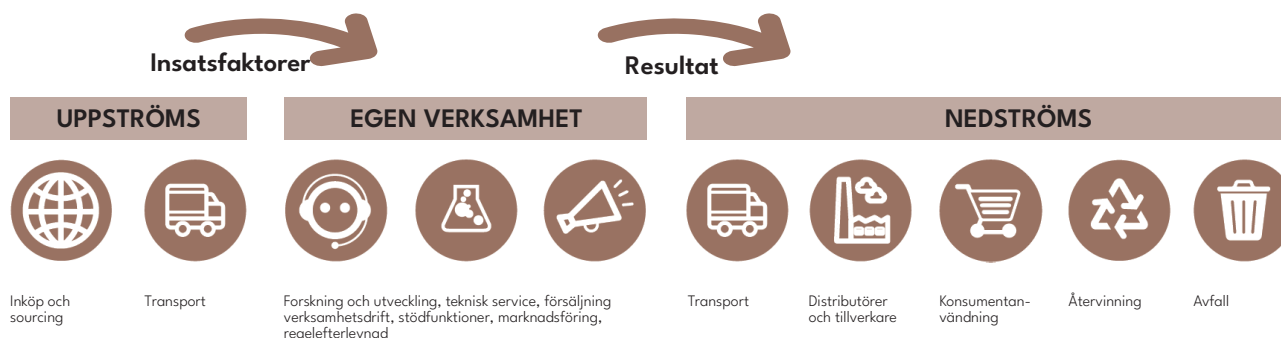 Insatsfaktorer
Resultat
UPPSTRÖMS
EGEN VERKSAMHET
NEDSTRÖMS
Inköp och
sourcing
Transport
Forskning och utveckling, teknisk service, försäljning
verksamhetsdrift, stödfunktioner, marknadsföring,
regelefterlevnad
Transport
Distributörer
och tillverkare
Konsumentan-
vändning
Återvinning
Avfall